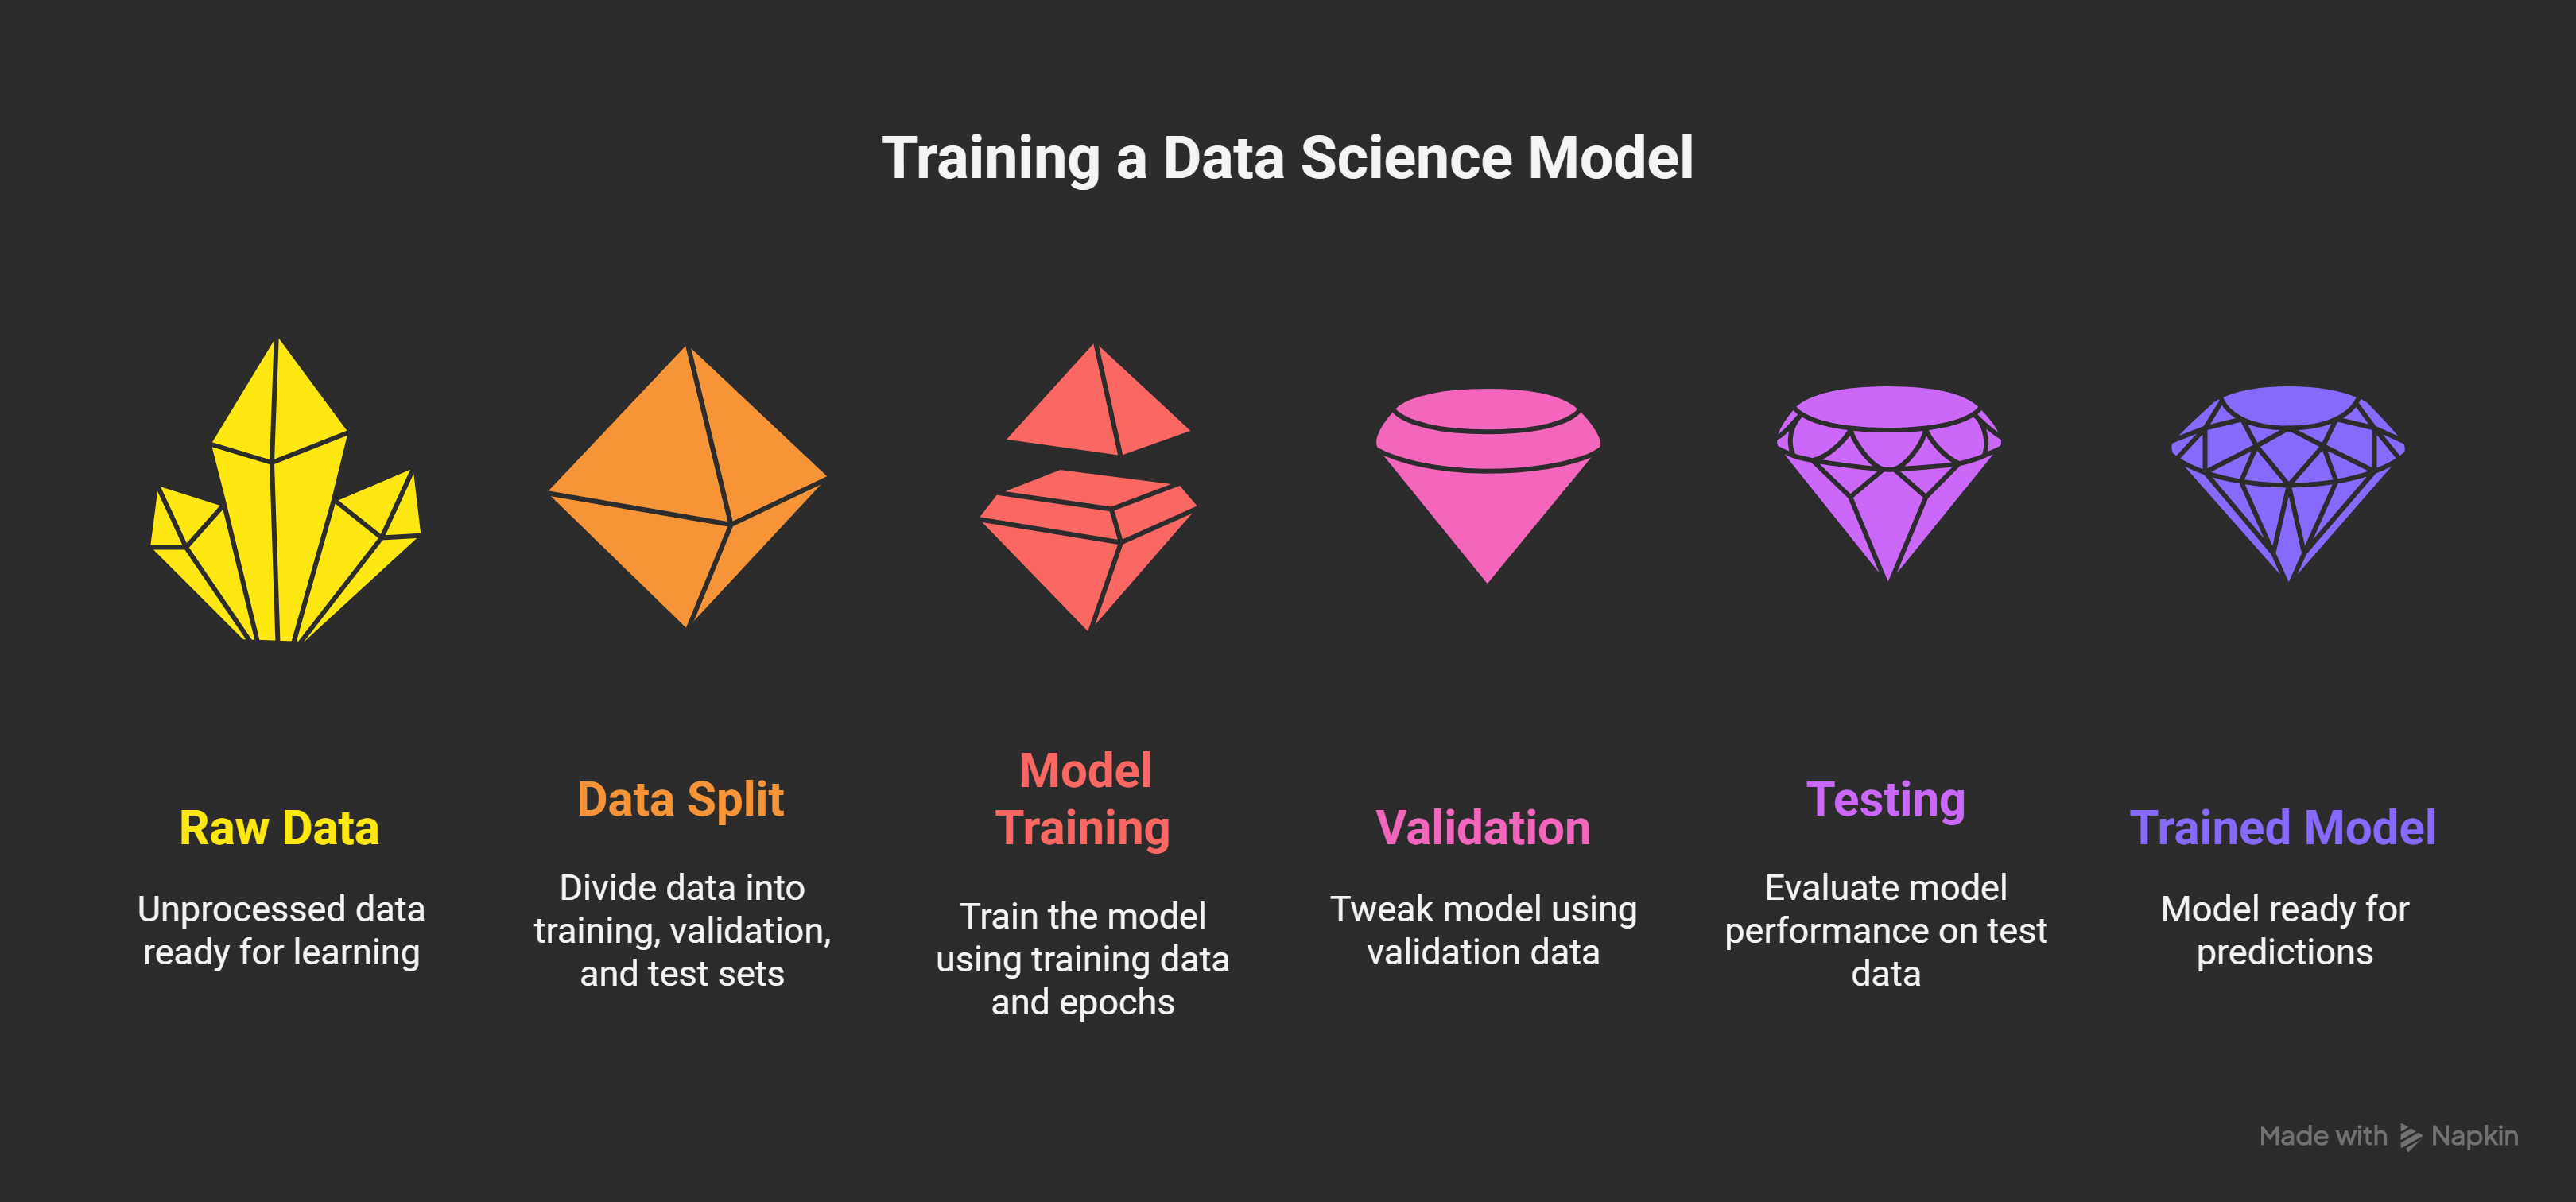 Training a Data Science Model
Raw Data
Unprocessed data
ready for learning
Data Split
Divide data into
training, validation,
and test sets
Model
Training
Train the model
using training data
and epochs
Validation
Tweak model using
validation data
Testing
Evaluate model
performance on test
data
Trained Model
Model ready for
predictions
Made with Napkin